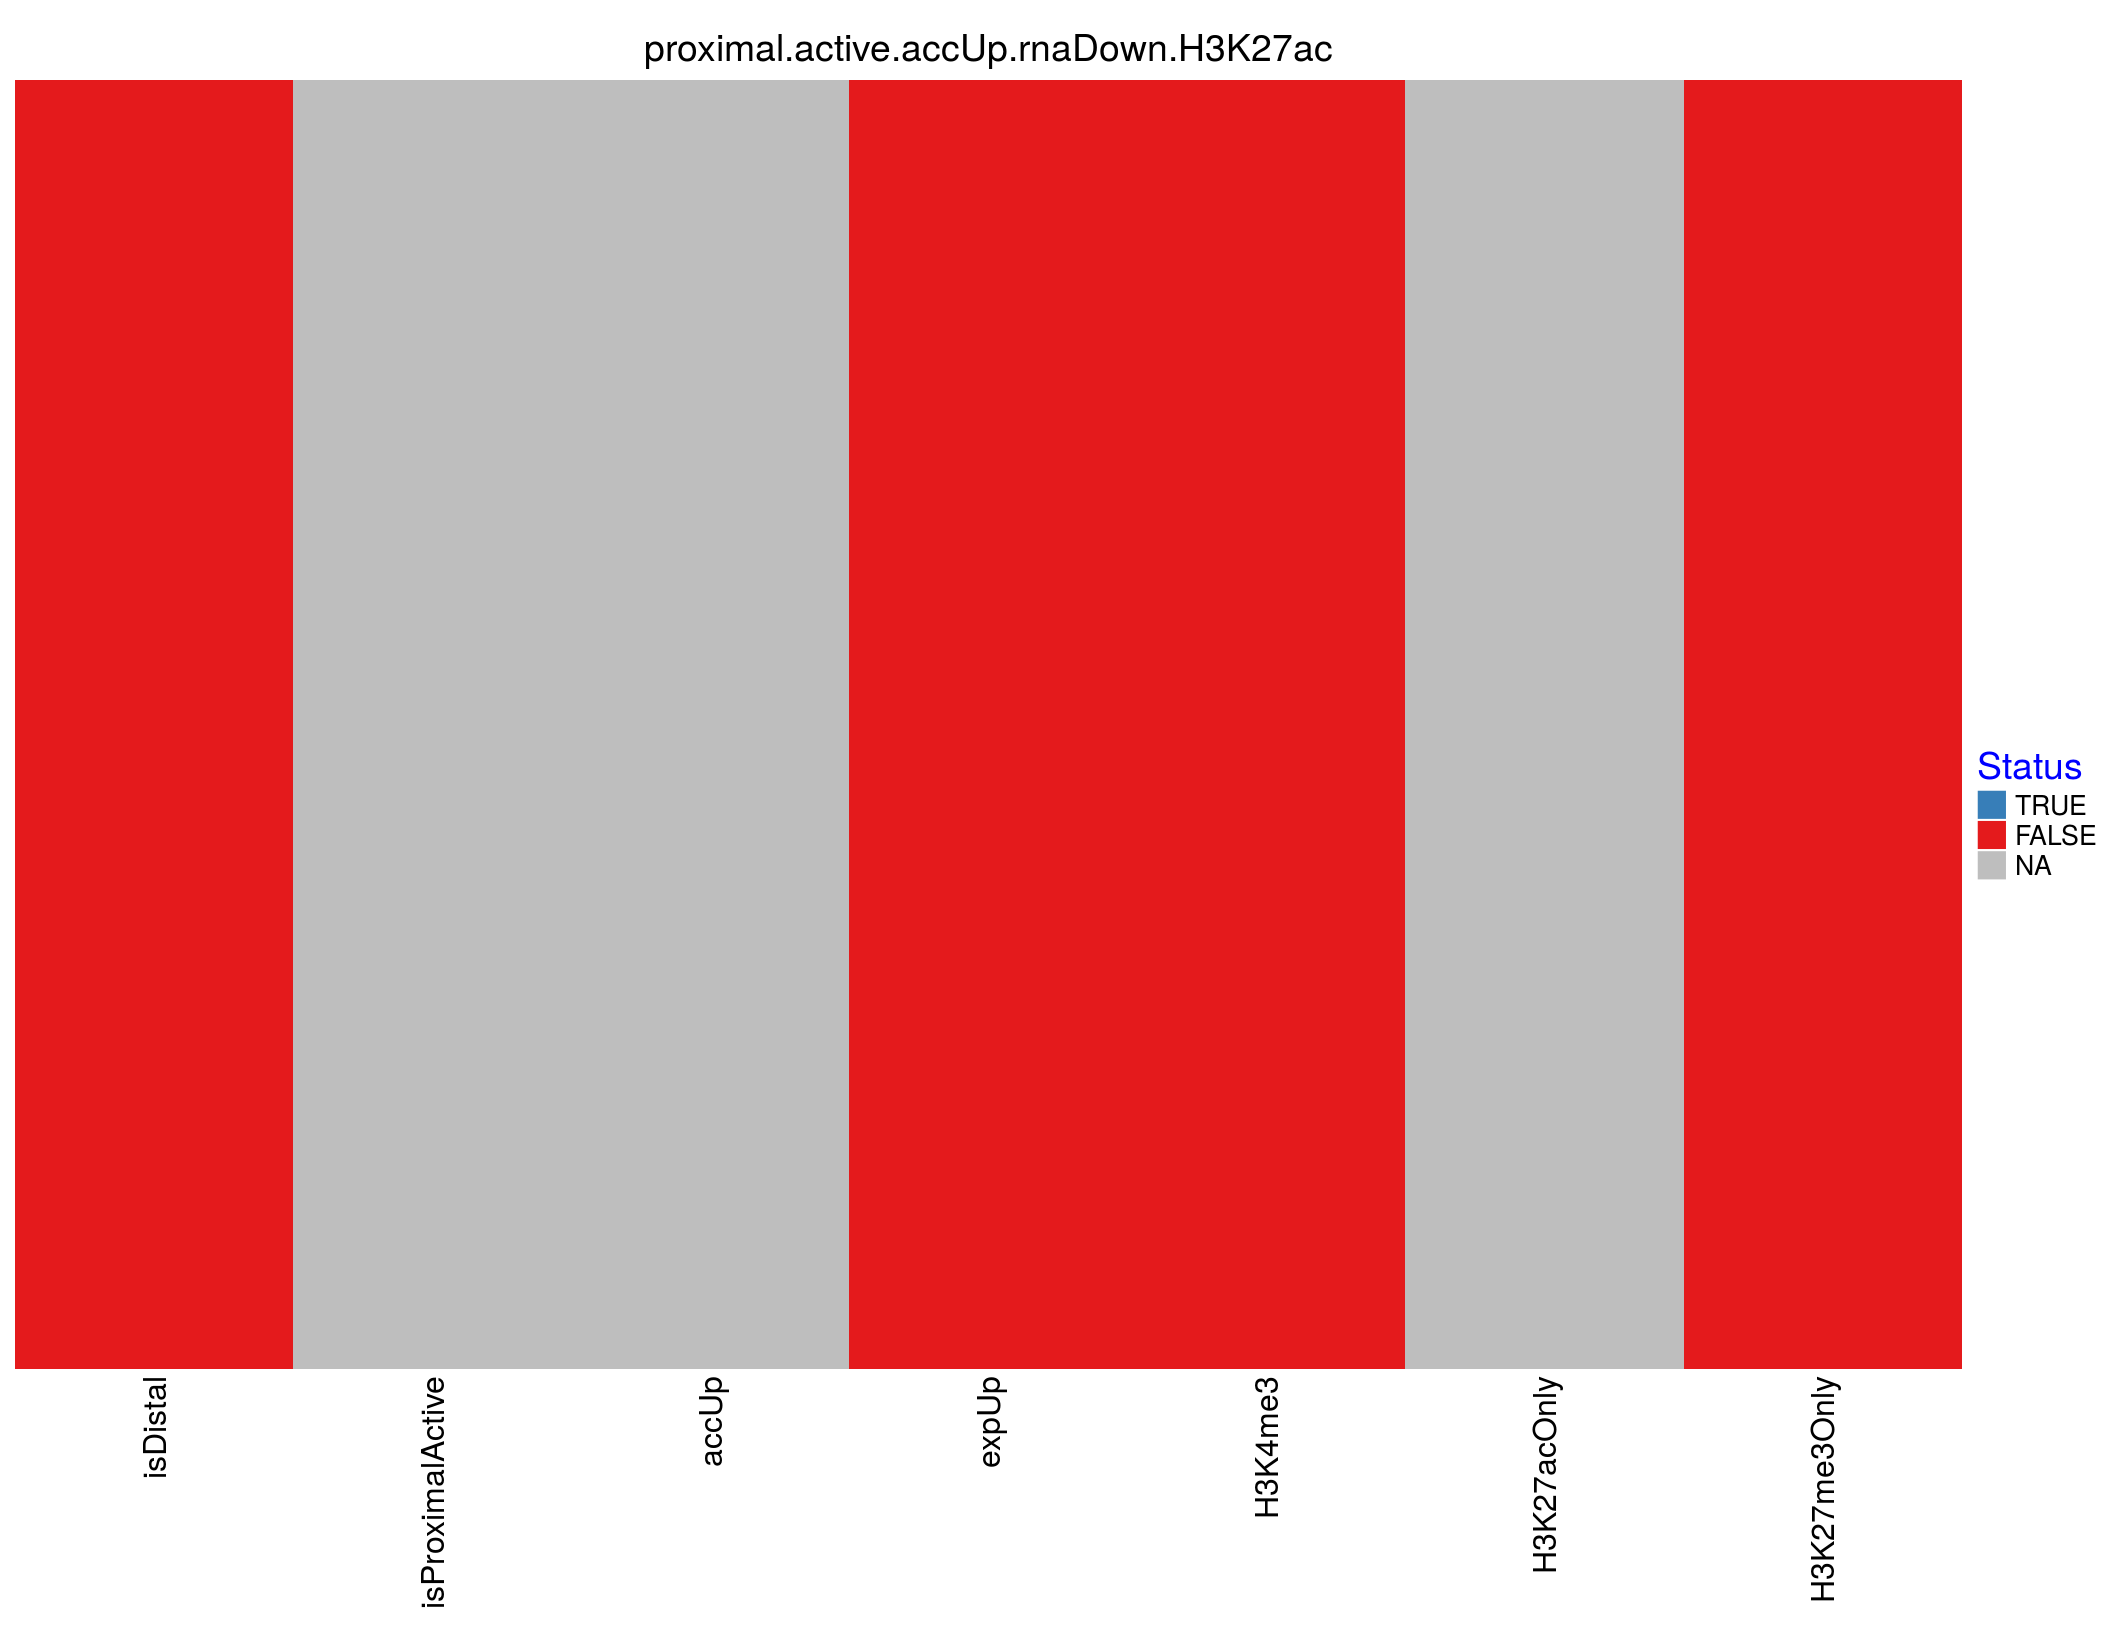 proximal.active.accUp.rnaDown.H3K27ac
Status
TRUE
FALSE
NA
isDistal
isProximalActive
accUp
expUp
H3K4me3
H3K27acOnly
H3K27me3Only